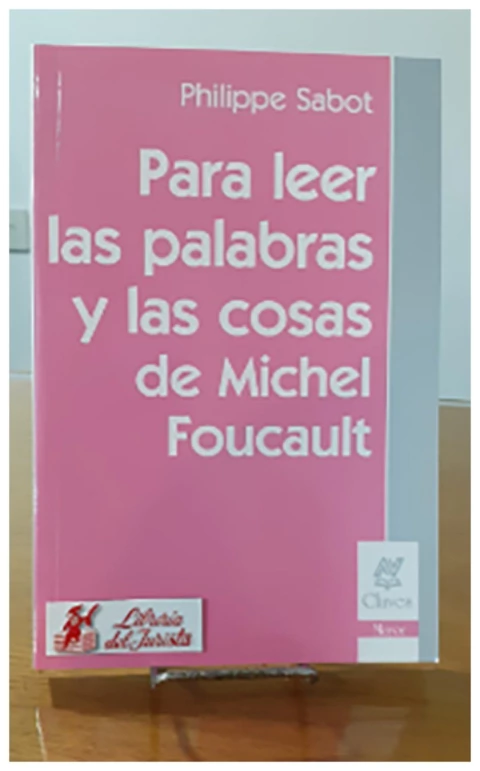 Philippe Sabot
Para leer
las palabras
y las cosas
de Michel
Foucault
Claves
Librería
del Jurista